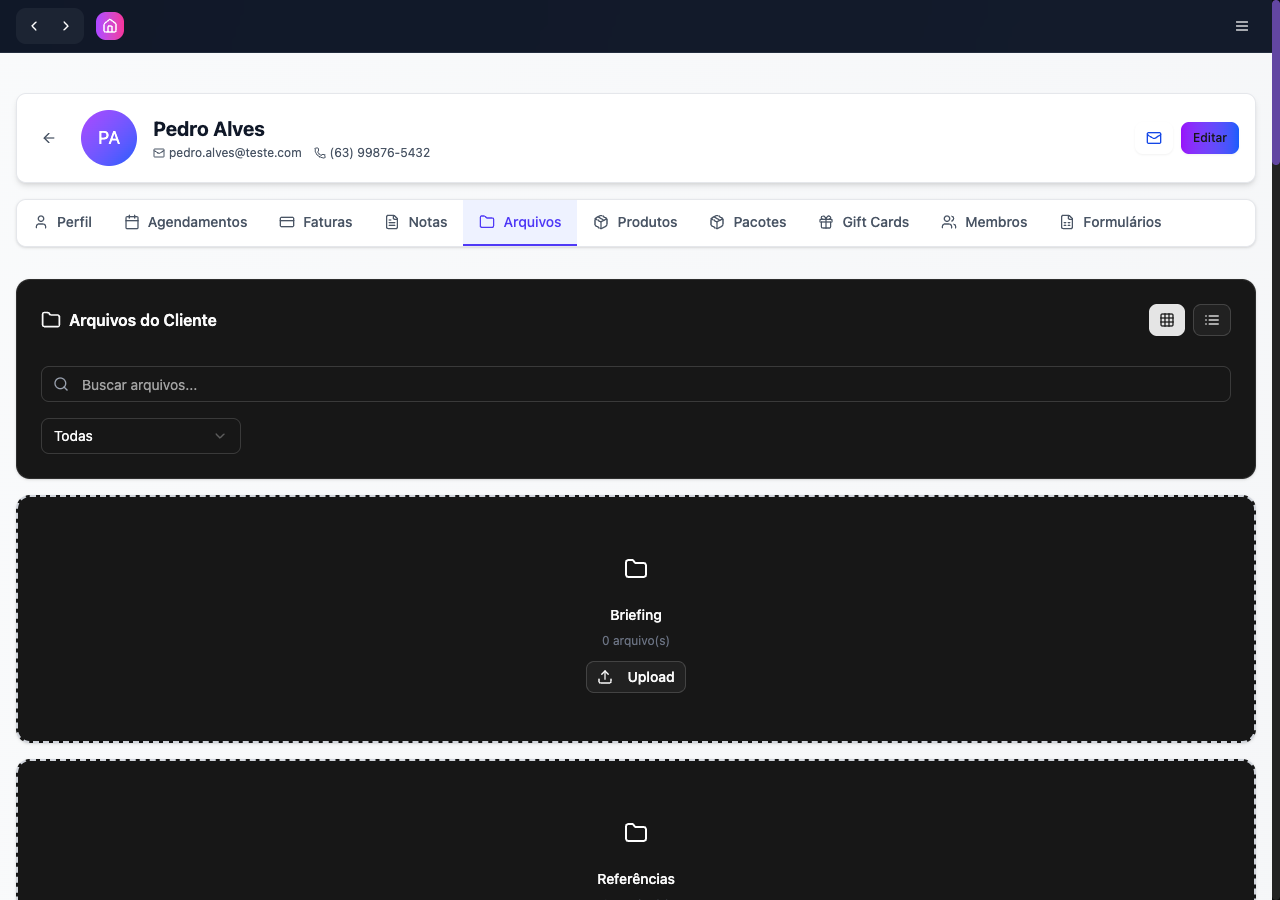 PA
Pedro Alves
pedro.alves@teste.com (63) 99876-5432
Editar
Perfil Agendamentos Faturas Notas Arquivos Produtos Pacotes Gift Cards Membros Formulários
Arquivos do Cliente
Buscar arquivos...
Todas
Briefing
0 arquivo(s)
Upload
Referências